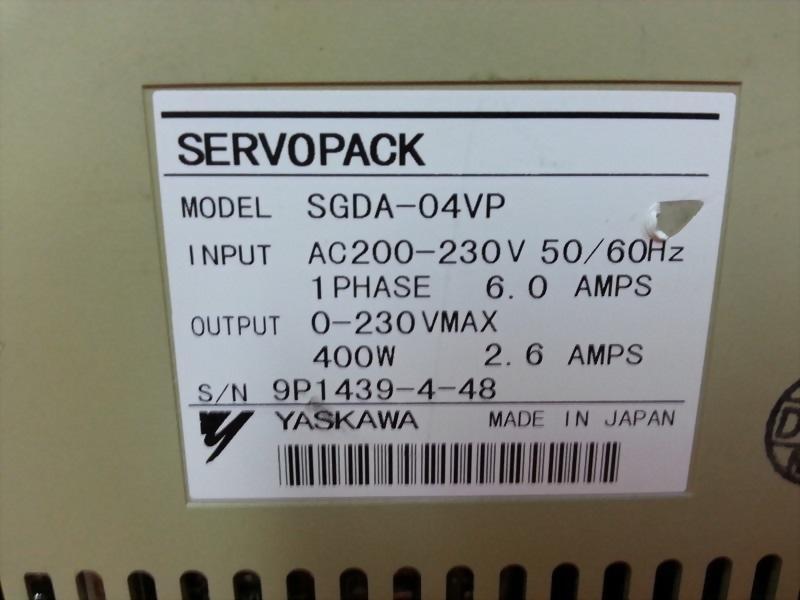 SERVOPACK
MODEL SGDA-04VP
INPUT AC200-230V 50/60Hz
1PHASE 6.0 AMPS
OUTPUT 0-230VMAX
400W 2.6 AMPS
S/N 9P1439-4-48
YASKAWA MADE IN JAPAN